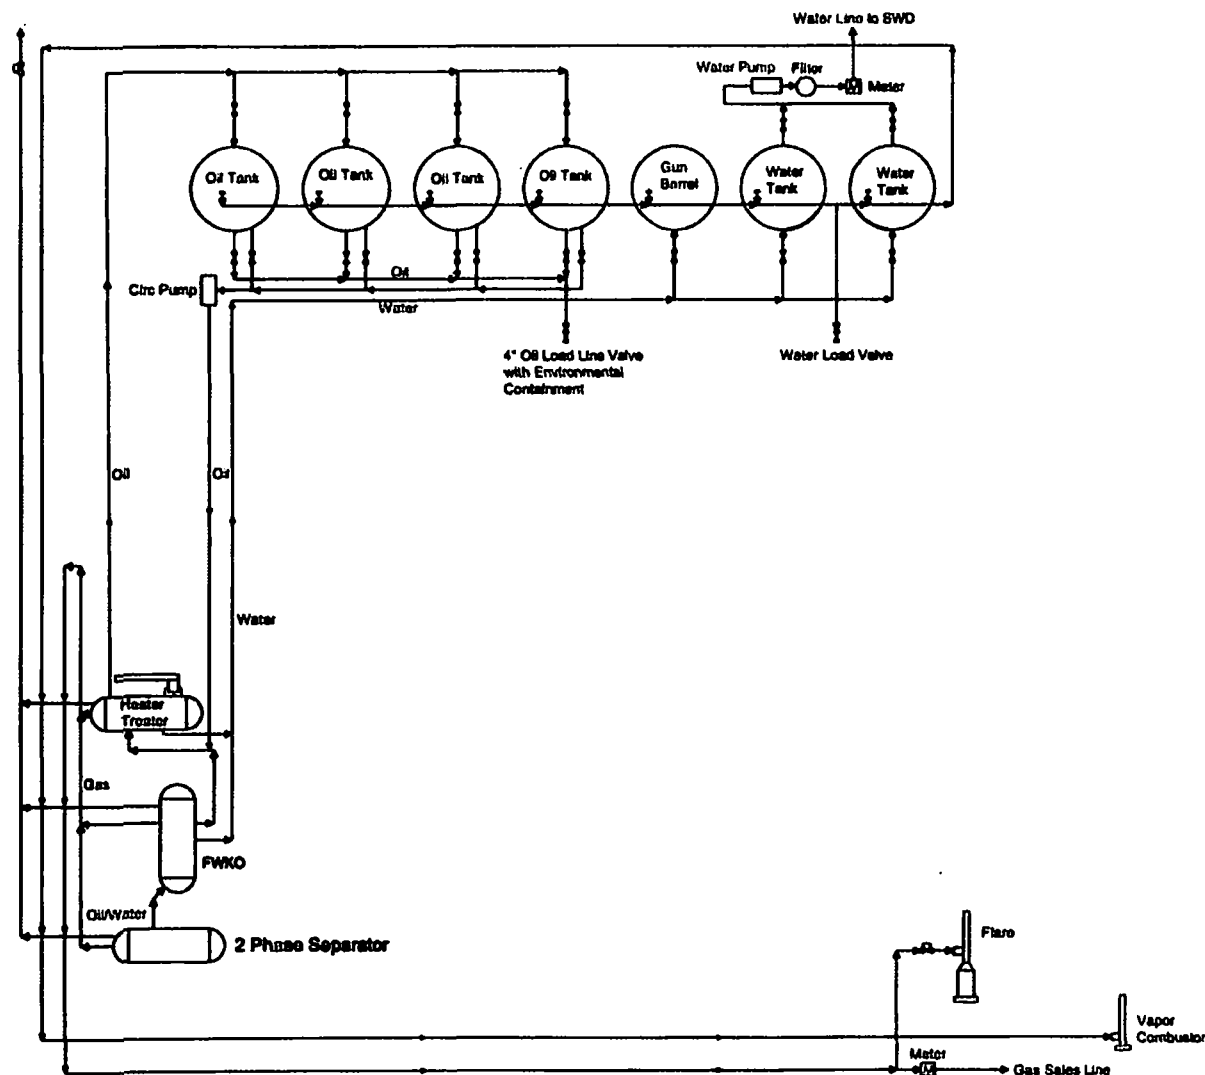 Water Line to SWD
Water Pump
Filter
Meter
Oil Tank
Oil Tank
Oil Tank
Oil Tank
Gun
Barrel
Water
Tank
Water
Tank
Oil
Circ Pump
Water
4" Oil Load Line Valve
with Environmental
Containment
Water Load Valve
Oil
Oil
Water
Heater
Treater
Gas
FWKO
Oil/Water
2 Phase Separator
Flare
Vapor
Combustor
Meter
M
Gas Sales Line